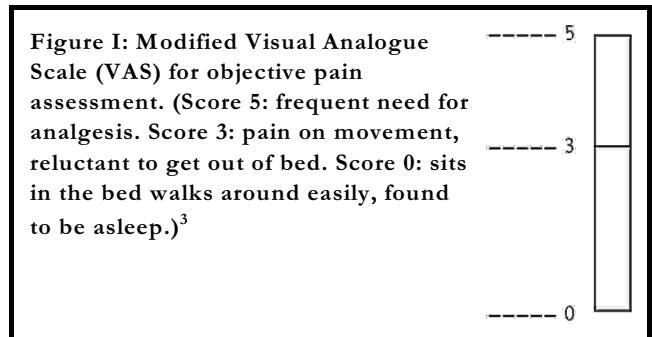 Figure I: Modified Visual Analogue
Scale (VAS) for objective pain
assessment. (Score 5: frequent need for
analgesis. Score 3: pain on movement,
reluctant to get out of bed. Score 0: sits
in the bed walks around easily, found
to be asleep.)³
------ 5
------ 3
------ 0